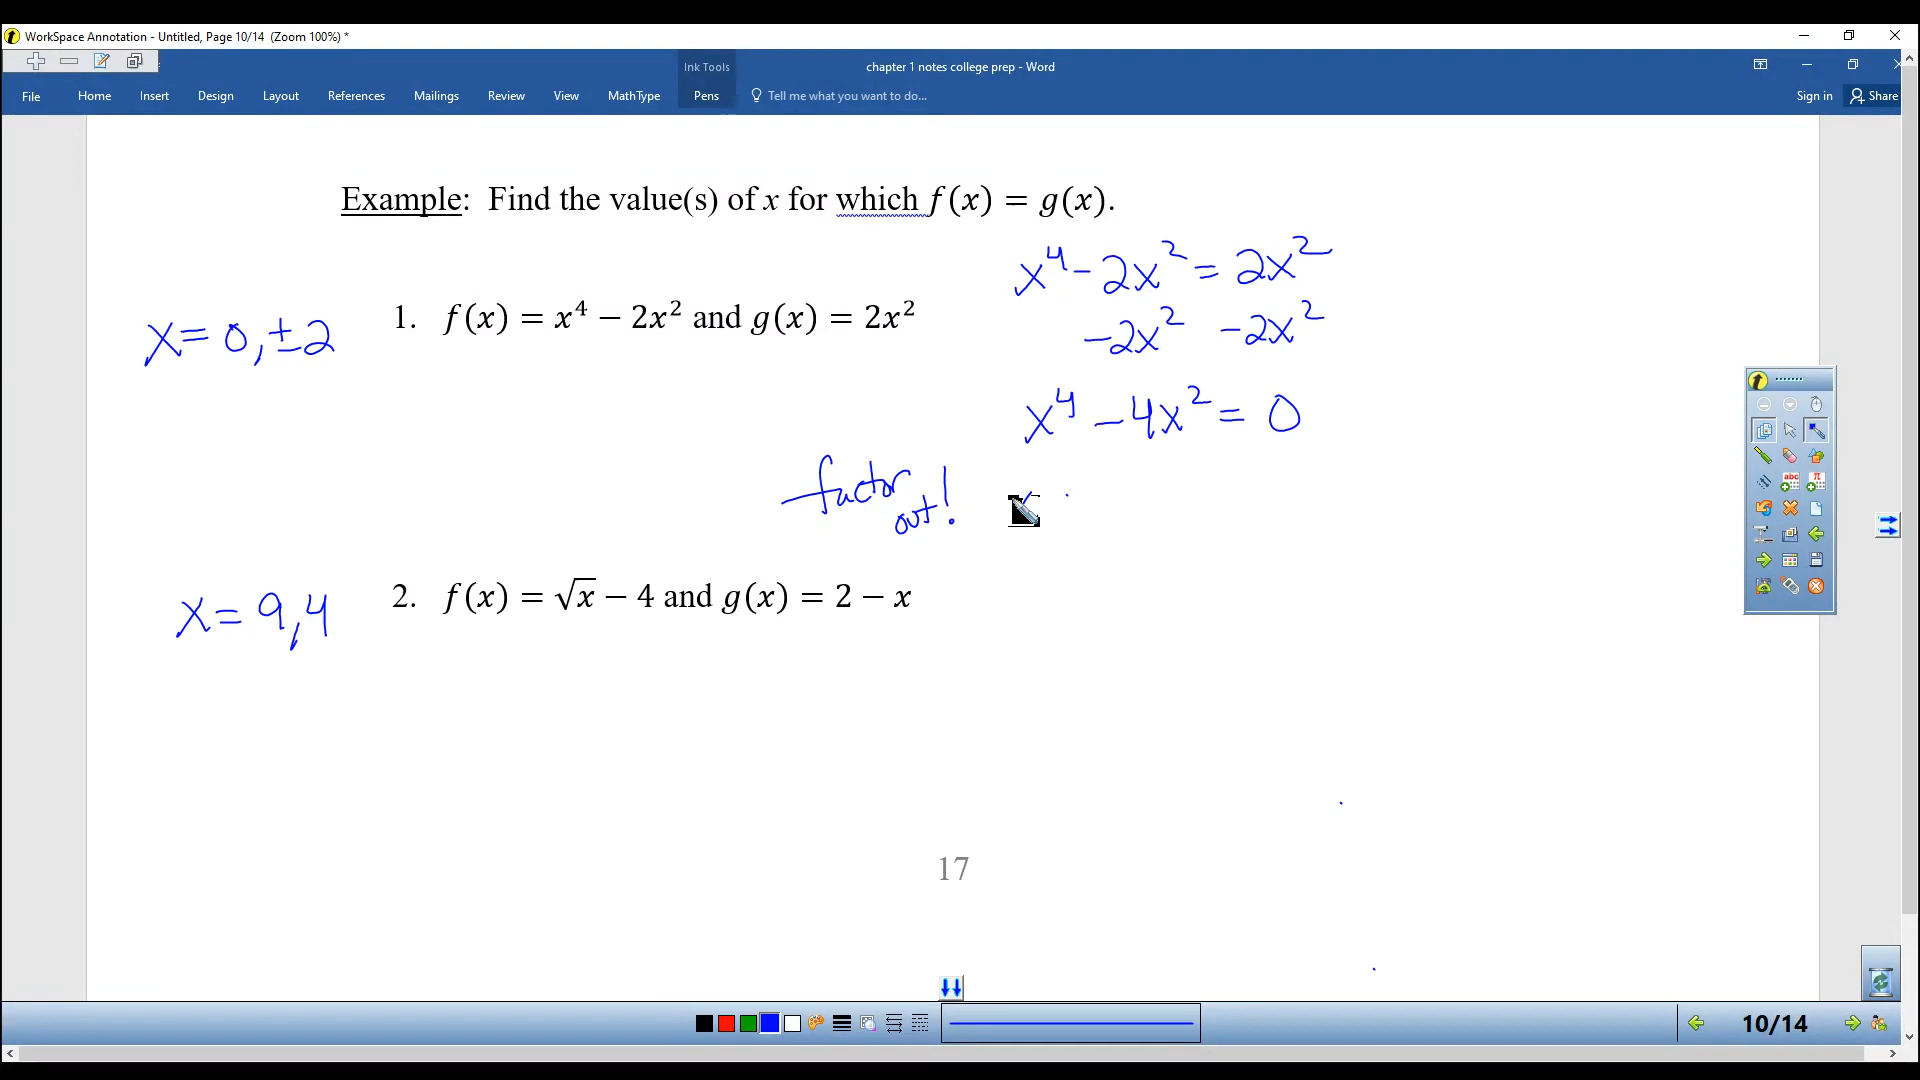 WorkSpace Annotation - Untitled, Page 10/14 (Zoom 100%) *
Ink Tools
chapter 1 notes college prep - Word
File Home Insert Design Layout References Mailings Review View MathType Pens Tell me what you want to do... Sign in Share
Example: Find the value(s) of x for which f(x) = g(x).
x⁴ - 2x² = 2x²
1. f(x) = x⁴ − 2x² and g(x) = 2x²
x = 0, ±2
-2x² -2x²
x⁴ - 4x² = 0
factor
out!
2. f(x) = √x − 4 and g(x) = 2 − x
x = 9,4
17
abc
π
10/14